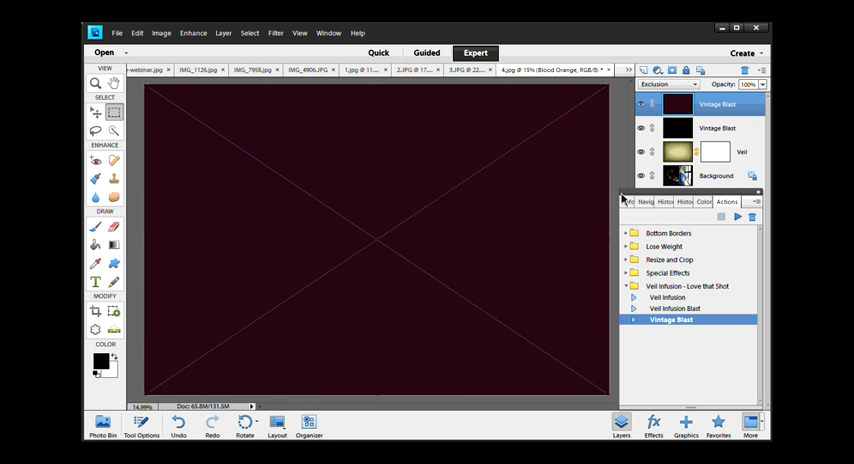 File Edit Image Enhance Layer Select Filter View Window Help
Open Quick Guided Expert Create
-webinar.jpg × IMG_1126.jpg × IMG_7958.jpg × IMG_4906.JPG × 1.jpg @ 11.... × 2.JPG @ 17.... × 3.JPG @ 22.... × 4.jpg @ 15% (Blood Orange, RGB/8) * ×
VIEW
SELECT
ENHANCE
DRAW
MODIFY
COLOR
Exclusion Opacity: 100%
Vintage Blast
Vintage Blast
Veil
Background
Navig Histo Histo Color Actions
Bottom Borders
Lose Weight
Resize and Crop
Special Effects
Veil Infusion - Love that Shot
Veil Infusion
Veil Infusion Blast
Vintage Blast
14.99% Doc: 65.8M/131.5M
Photo Bin Tool Options Undo Redo Rotate Layout Organizer Layers Effects Graphics Favorites More